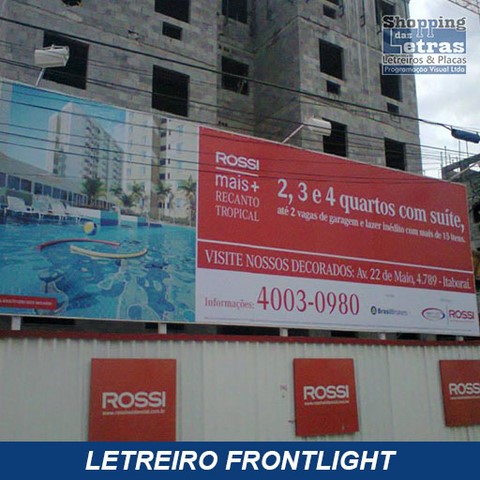 Shopping
das
Letras
Letreiros & Placas
Programação Visual Ltda
ROSSI
mais+
RECANTO
TROPICAL
2, 3 e 4 quartos com suíte,
até 2 vagas de garagem e lazer inédito com mais de 15 itens.
VISITE NOSSOS DECORADOS: Av. 22 de Maio, 4.789 - Itaboraí.
Informações: 4003-0980
BrasilBrokers
ROSSI
ROSSI
ROSSI
ROSSI
LETREIRO FRONTLIGHT